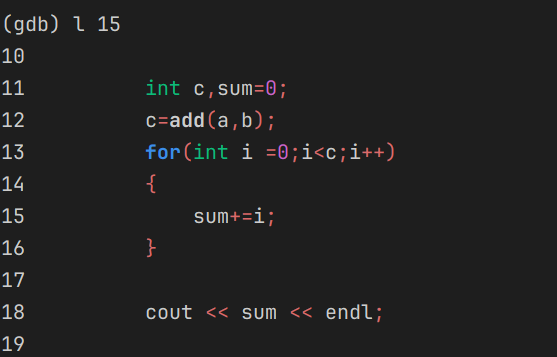 (gdb) l 15
10
11          int c,sum=0;
12          c=add(a,b);
13          for(int i =0;i<c;i++)
14          {
15              sum+=i;
16          }
17
18          cout << sum << endl;
19